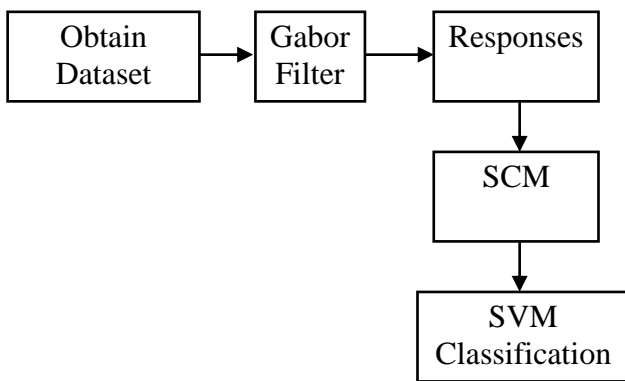 Obtain
Dataset
Gabor
Filter
Responses
SCM
SVM
Classification